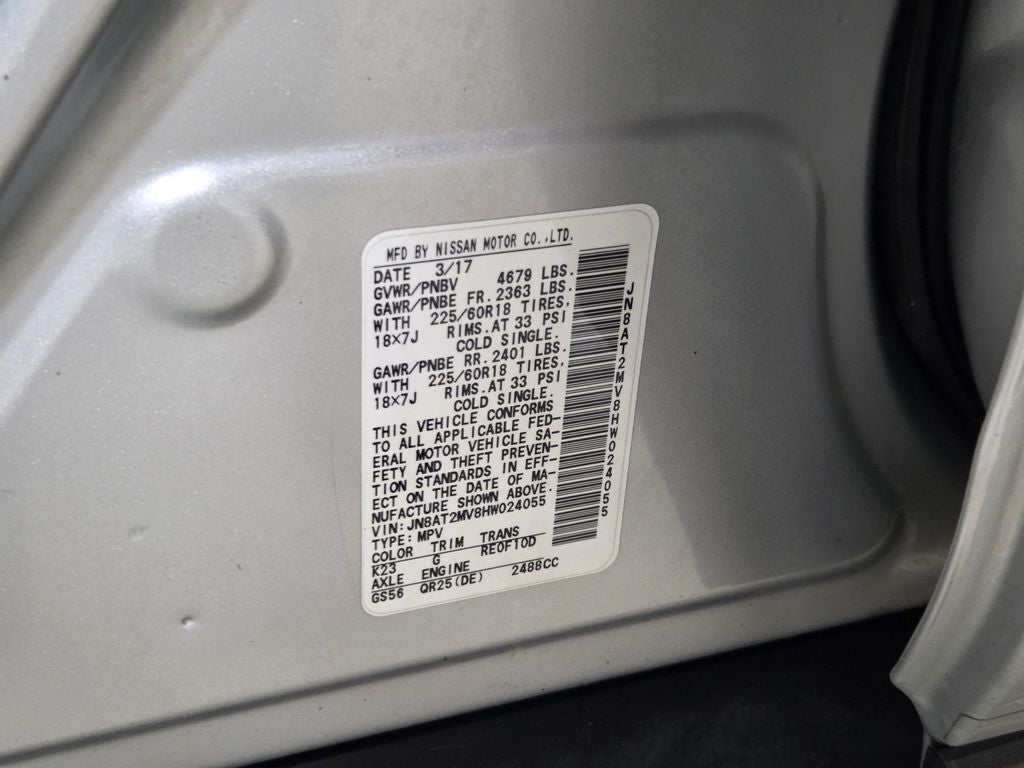 MFD BY NISSAN MOTOR CO.,LTD.
DATE 3/17
GVWR/PNBV 4679 LBS.
GAWR/PNBE FR.2363 LBS.
WITH 225/60R18 TIRES,
18×7J RIMS.AT 33 PSI
COLD SINGLE.
GAWR/PNBE RR.2401 LBS.
WITH 225/60R18 TIRES,
18×7J RIMS.AT 33 PSI
COLD SINGLE.
THIS VEHICLE CONFORMS
TO ALL APPLICABLE FED-
ERAL MOTOR VEHICLE SA-
FETY AND THEFT PREVEN-
TION STANDARDS IN EFF-
ECT ON THE DATE OF MA-
NUFACTURE SHOWN ABOVE.
VIN:JN8AT2MV8HW024055
TYPE:MPV
COLOR TRIM TRANS
K23 G RE0F10D
AXLE ENGINE
GS56 QR25(DE) 2488CC
JN8AT2MV8HW024055